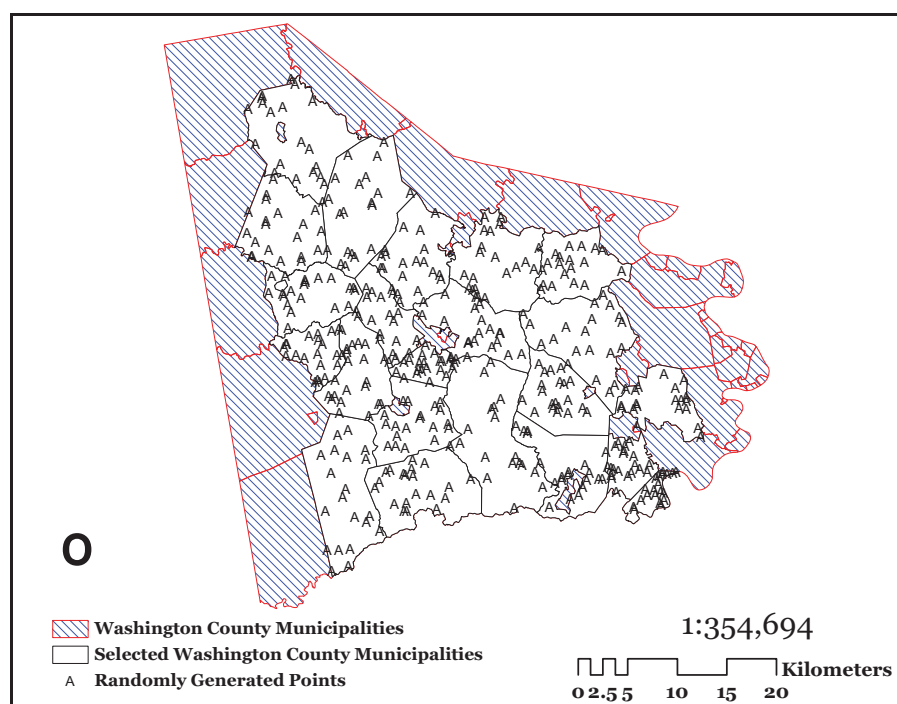 O
Washington County Municipalities
1:354,694
Selected Washington County Municipalities
Kilometers
A Randomly Generated Points
0 2.5 5 10 15 20